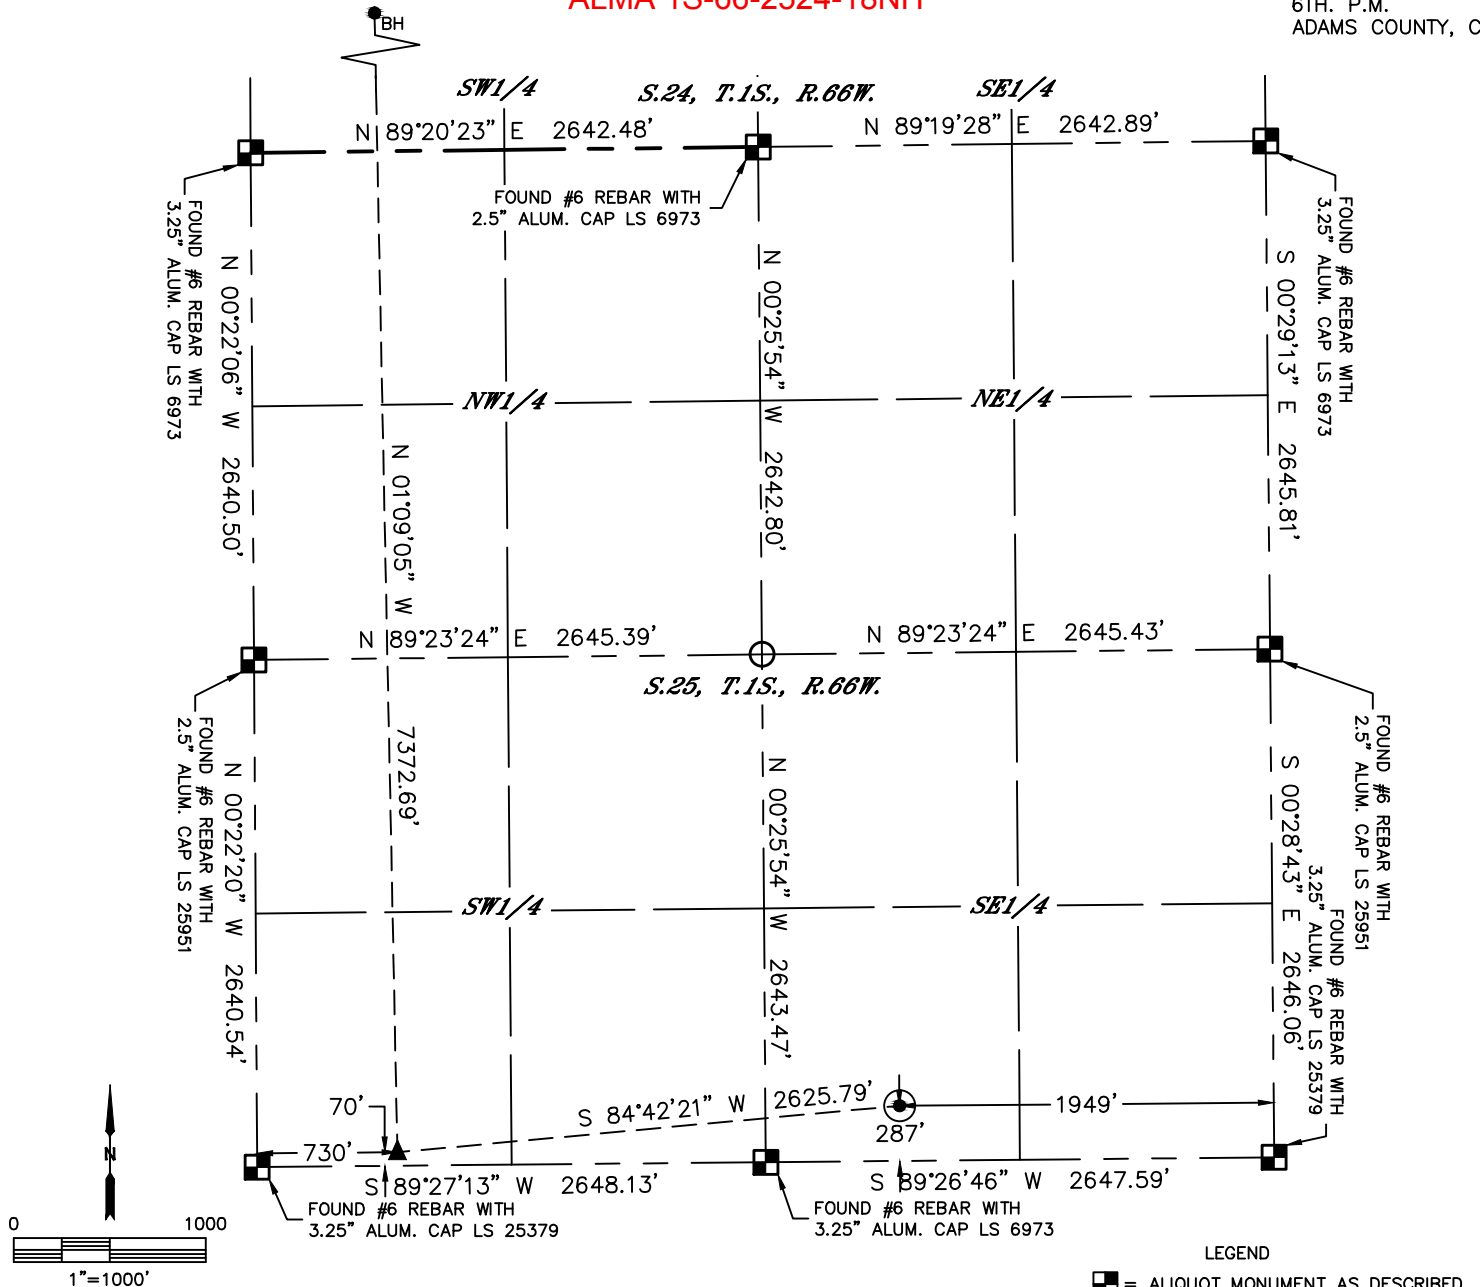 ALMA 1S-66-2524-18NH
6TH. P.M.
ADAMS COUNTY, C
BH
SW1/4
S.24, T.1S., R.66W.
SE1/4
N 89°20'23" E 2642.48'
N 89°19'28" E 2642.89'
FOUND #6 REBAR WITH
2.5" ALUM. CAP LS 6973
FOUND #6 REBAR WITH
3.25" ALUM. CAP LS 6973
FOUND #6 REBAR WITH
3.25" ALUM. CAP LS 6973
N 00°22'06" W 2640.50'
N 00°25'54" W 2642.80'
S 00°29'13" E 2645.81'
NW1/4
NE1/4
N 01°09'05" W 7372.69'
N 89°23'24" E 2645.39'
N 89°23'24" E 2645.43'
S.25, T.1S., R.66W.
FOUND #6 REBAR WITH
2.5" ALUM. CAP LS 25951
FOUND #6 REBAR WITH
2.5" ALUM. CAP LS 25951
N 00°22'20" W 2640.54'
N 00°25'54" W 2643.47'
S 00°28'43" E 2646.06'
SW1/4
SE1/4
FOUND #6 REBAR WITH
3.25" ALUM. CAP LS 25379
70'
730'
S 84°42'21" W 2625.79'
1949'
287'
S 89°27'13" W 2648.13'
S 89°26'46" W 2647.59'
FOUND #6 REBAR WITH
3.25" ALUM. CAP LS 25379
FOUND #6 REBAR WITH
3.25" ALUM. CAP LS 6973
N
0 1000
1"=1000'
LEGEND
= ALIQUOT MONUMENT AS DESCRIBED